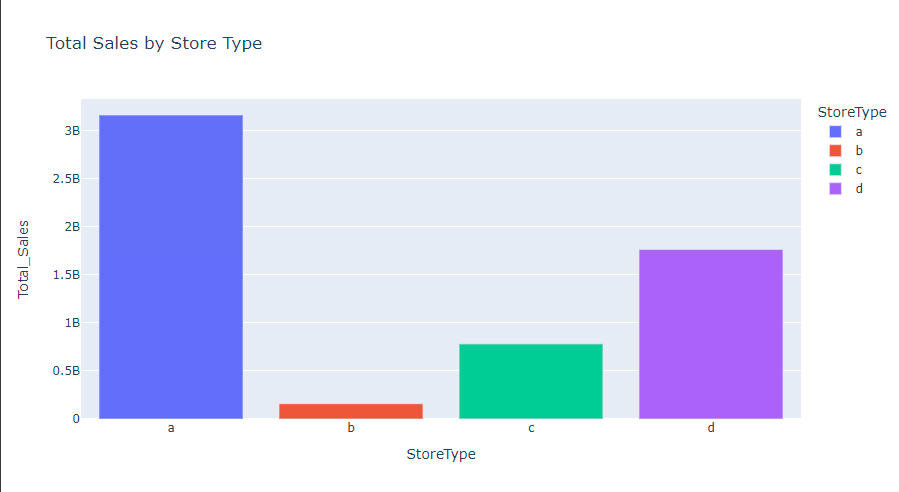 Total Sales by Store Type
Total_Sales
3B
2.5B
2B
1.5B
1B
0.5B
0
a
b
c
d
StoreType
StoreType
a
b
c
d